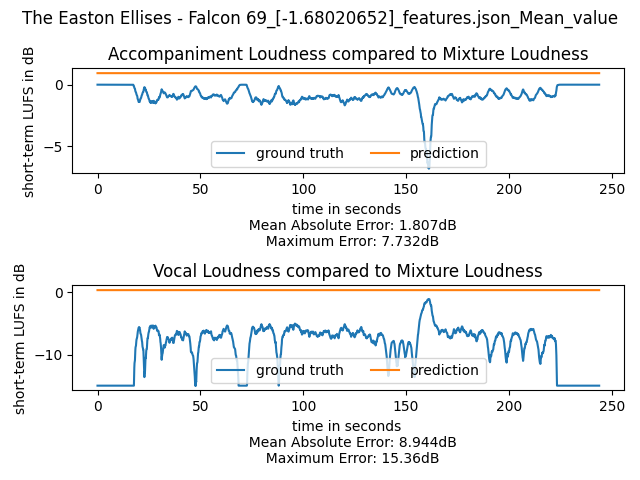 The Easton Ellises - Falcon 69_[-1.68020652]_features.json_Mean_value
Accompaniment Loudness compared to Mixture Loudness
short-term LUFS in dB
0
−5
ground truth
prediction
0
50
100
150
200
250
time in seconds
Mean Absolute Error: 1.807dB
Maximum Error: 7.732dB
Vocal Loudness compared to Mixture Loudness
short-term LUFS in dB
0
−10
ground truth
prediction
0
50
100
150
200
250
time in seconds
Mean Absolute Error: 8.944dB
Maximum Error: 15.36dB